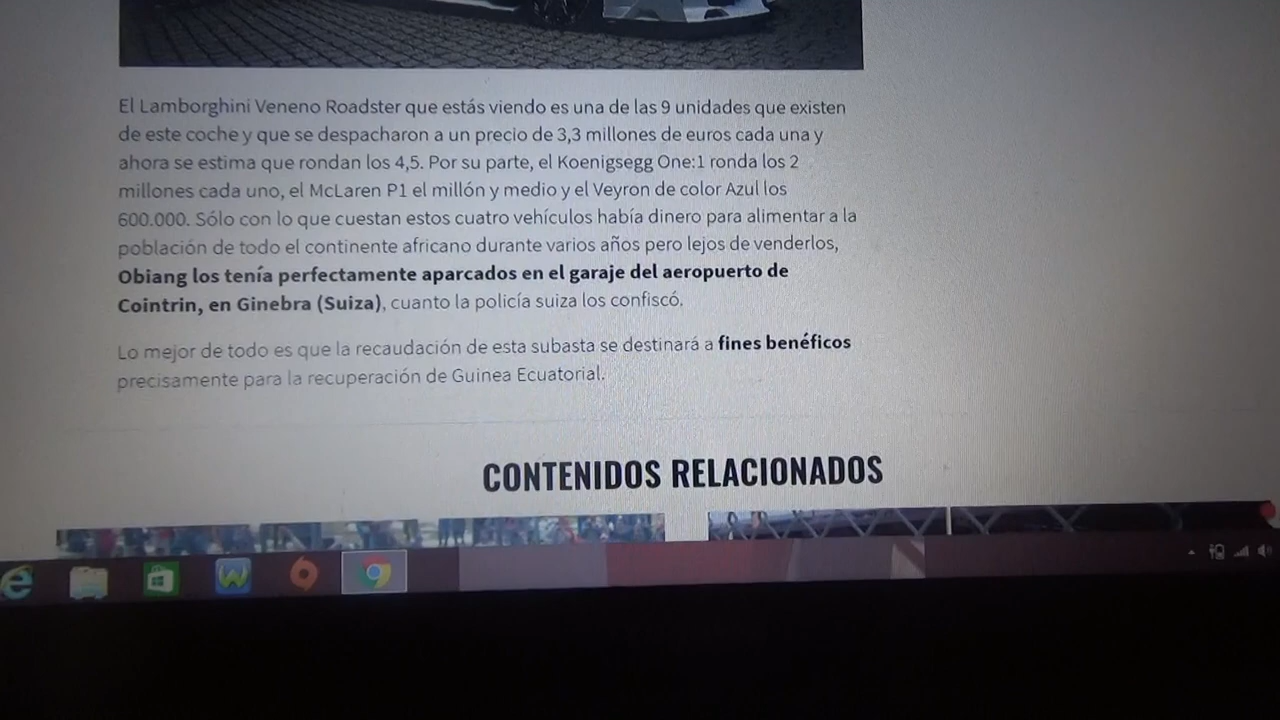 El Lamborghini Veneno Roadster que estás viendo es una de las 9 unidades que existen
de este coche y que se despacharon a un precio de 3,3 millones de euros cada una y
ahora se estima que rondan los 4,5. Por su parte, el Koenigsegg One:1 ronda los 2
millones cada uno, el McLaren P1 el millón y medio y el Veyron de color Azul los
600.000. Sólo con lo que cuestan estos cuatro vehículos había dinero para alimentar a la
población de todo el continente africano durante varios años pero lejos de venderlos,
Obiang los tenía perfectamente aparcados en el garaje del aeropuerto de
Cointrin, en Ginebra (Suiza), cuanto la policía suiza los confiscó.
Lo mejor de todo es que la recaudación de esta subasta se destinará a fines benéficos
precisamente para la recuperación de Guinea Ecuatorial.
CONTENIDOS RELACIONADOS